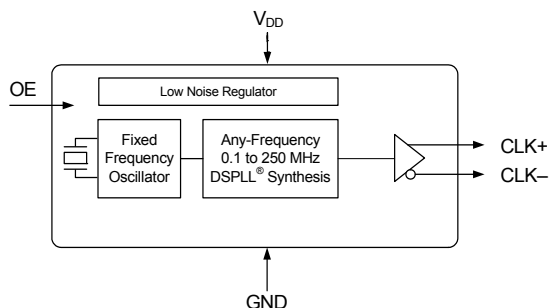 VDD
OE
Low Noise Regulator
Fixed
Frequency
Oscillator
Any-Frequency
0.1 to 250 MHz
DSPLL® Synthesis
CLK+
CLK–
GND